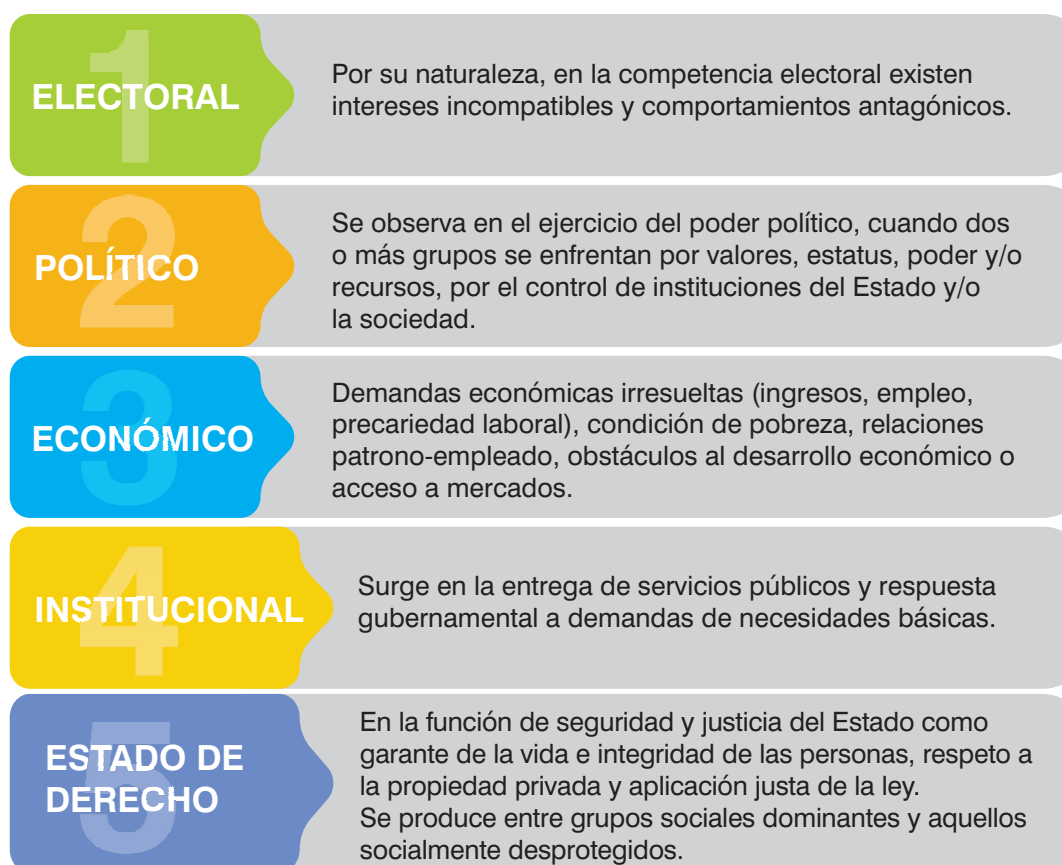 1
ELECTORAL
Por su naturaleza, en la competencia electoral existen
intereses incompatibles y comportamientos antagónicos.
2
POLÍTICO
Se observa en el ejercicio del poder político, cuando dos
o más grupos se enfrentan por valores, estatus, poder y/o
recursos, por el control de instituciones del Estado y/o
la sociedad.
3
ECONÓMICO
Demandas económicas irresueltas (ingresos, empleo,
precariedad laboral), condición de pobreza, relaciones
patrono-empleado, obstáculos al desarrollo económico o
acceso a mercados.
4
INSTITUCIONAL
Surge en la entrega de servicios públicos y respuesta
gubernamental a demandas de necesidades básicas.
5
ESTADO DE
DERECHO
En la función de seguridad y justicia del Estado como
garante de la vida e integridad de las personas, respeto a
la propiedad privada y aplicación justa de la ley.
Se produce entre grupos sociales dominantes y aquellos
socialmente desprotegidos.